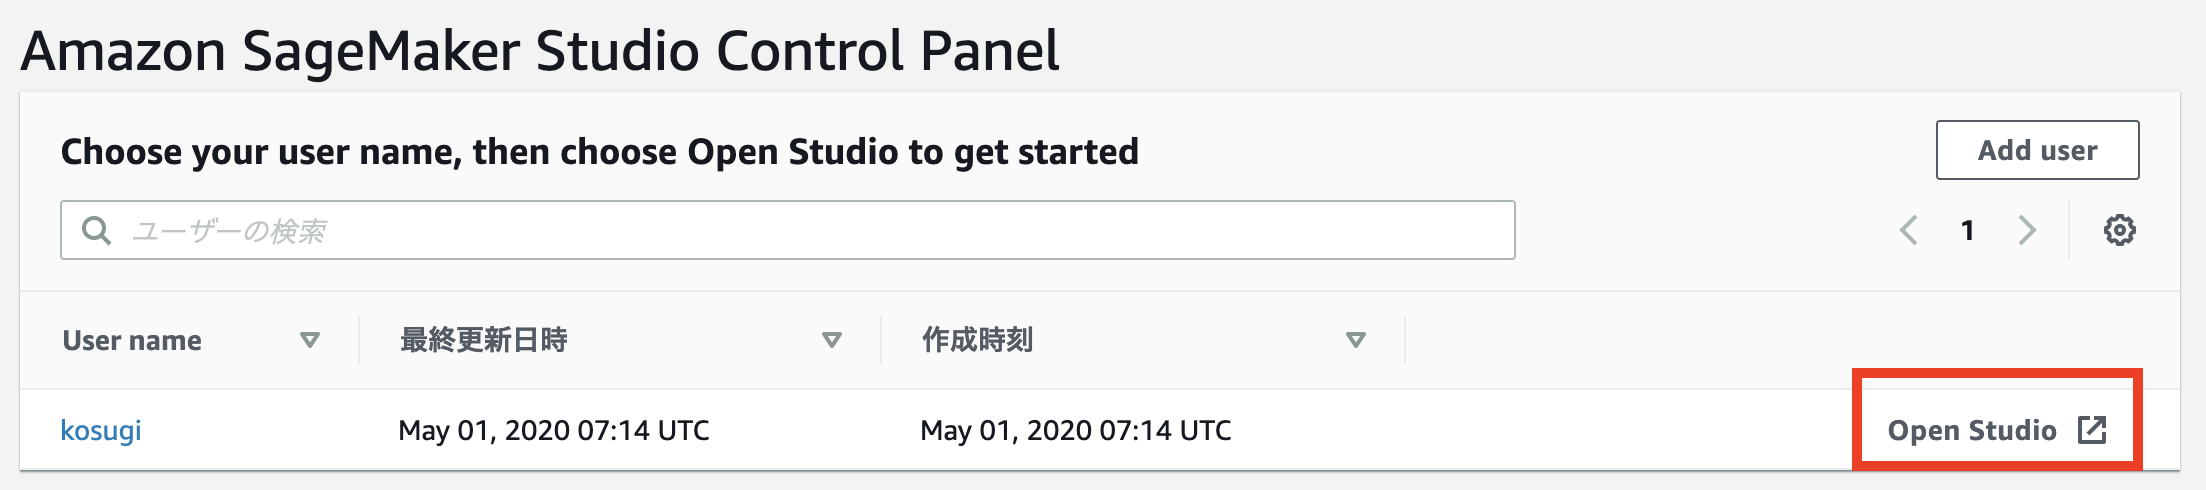 Amazon SageMaker Studio Control Panel
Choose your user name, then choose Open Studio to get started
Add user
ユーザーの検索
1
User name 最終更新日時 作成時刻
kosugi May 01, 2020 07:14 UTC May 01, 2020 07:14 UTC Open Studio